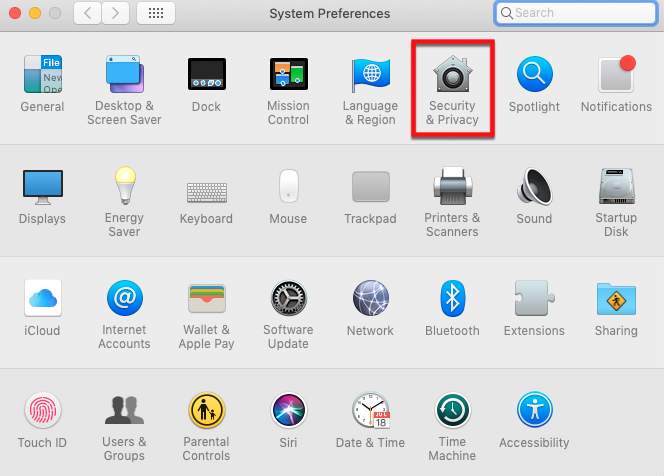 System Preferences
Search
File
New
Ope
General
Desktop &
Screen Saver
Dock
Mission
Control
Language
& Region
Security
& Privacy
Spotlight
Notifications
Displays
Energy
Saver
Keyboard
Mouse
Trackpad
Printers &
Scanners
Sound
Startup
Disk
iCloud
@
Internet
Accounts
Wallet &
Apple Pay
Software
Update
Network
Bluetooth
Extensions
Sharing
Touch ID
Users &
Groups
Parental
Controls
Siri
JUL
18
Date & Time
Time
Machine
Accessibility